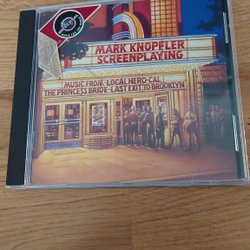 MARK KNOPFLER
SCREENPLAYING
MUSIC FROM·LOCAL HERO·CAL
THE PRINCESS BRIDE·LAST EXIT TO BROOKLYN